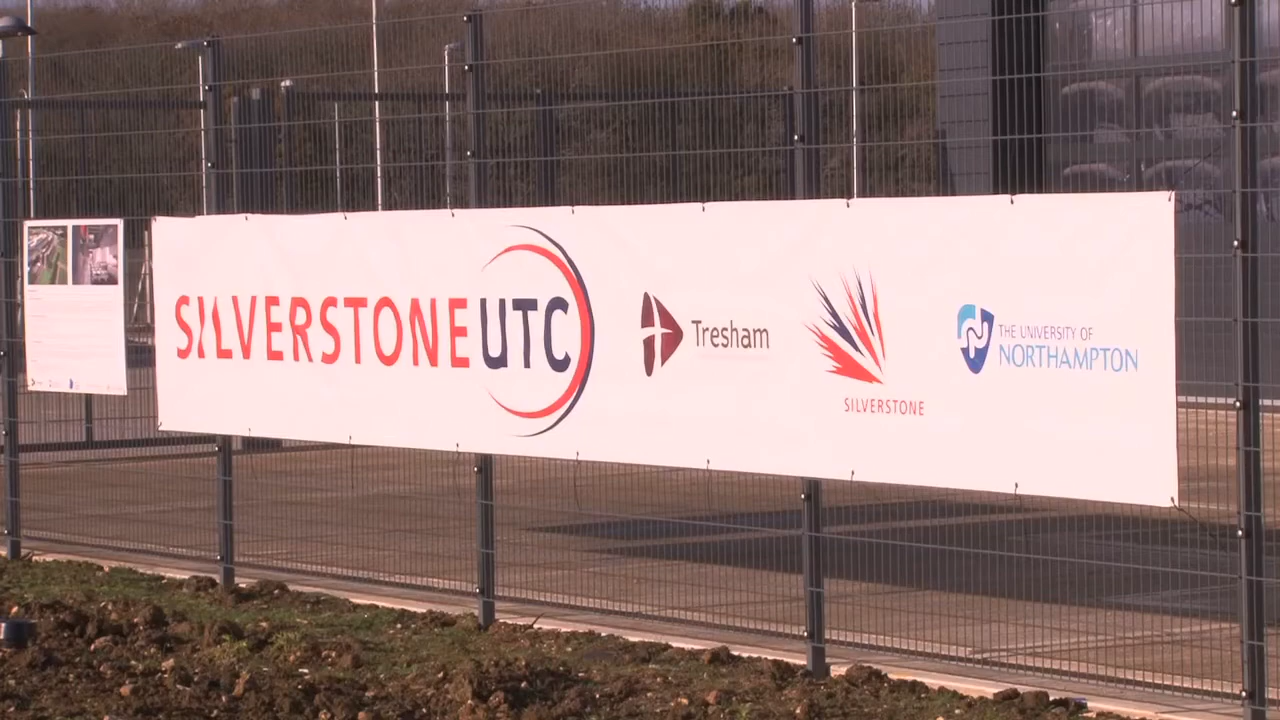 SILVERSTONE UTC
Tresham
SILVERSTONE
THE UNIVERSITY OF
NORTHAMPTON